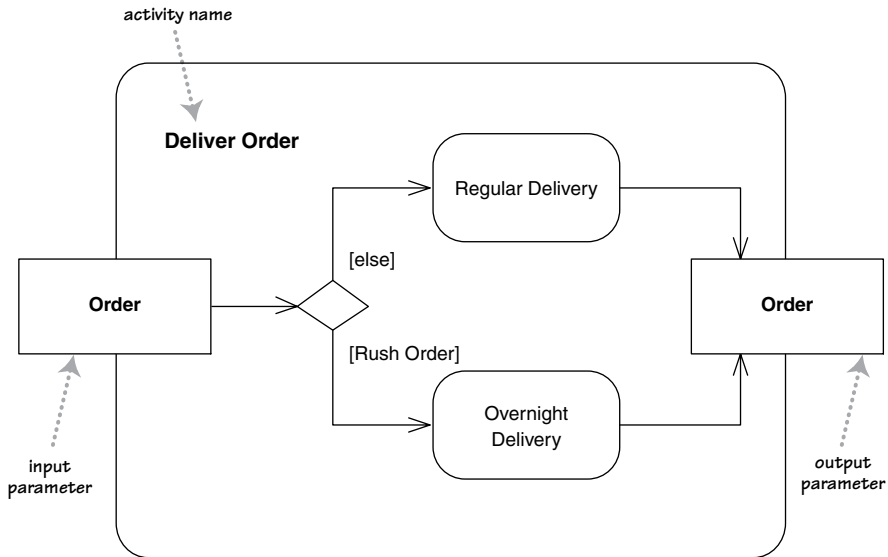 activity name
Deliver Order
Regular Delivery
[else]
Order
Order
[Rush Order]
Overnight
Delivery
input
parameter
output
parameter